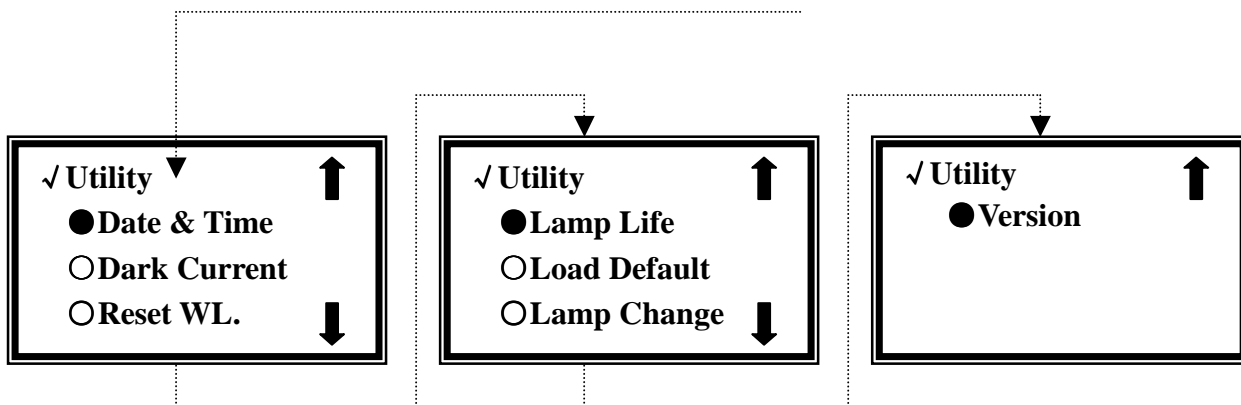 √ Utility
●Date & Time
○Dark Current
○Reset WL.
√ Utility
●Lamp Life
○Load Default
○Lamp Change
√ Utility
●Version